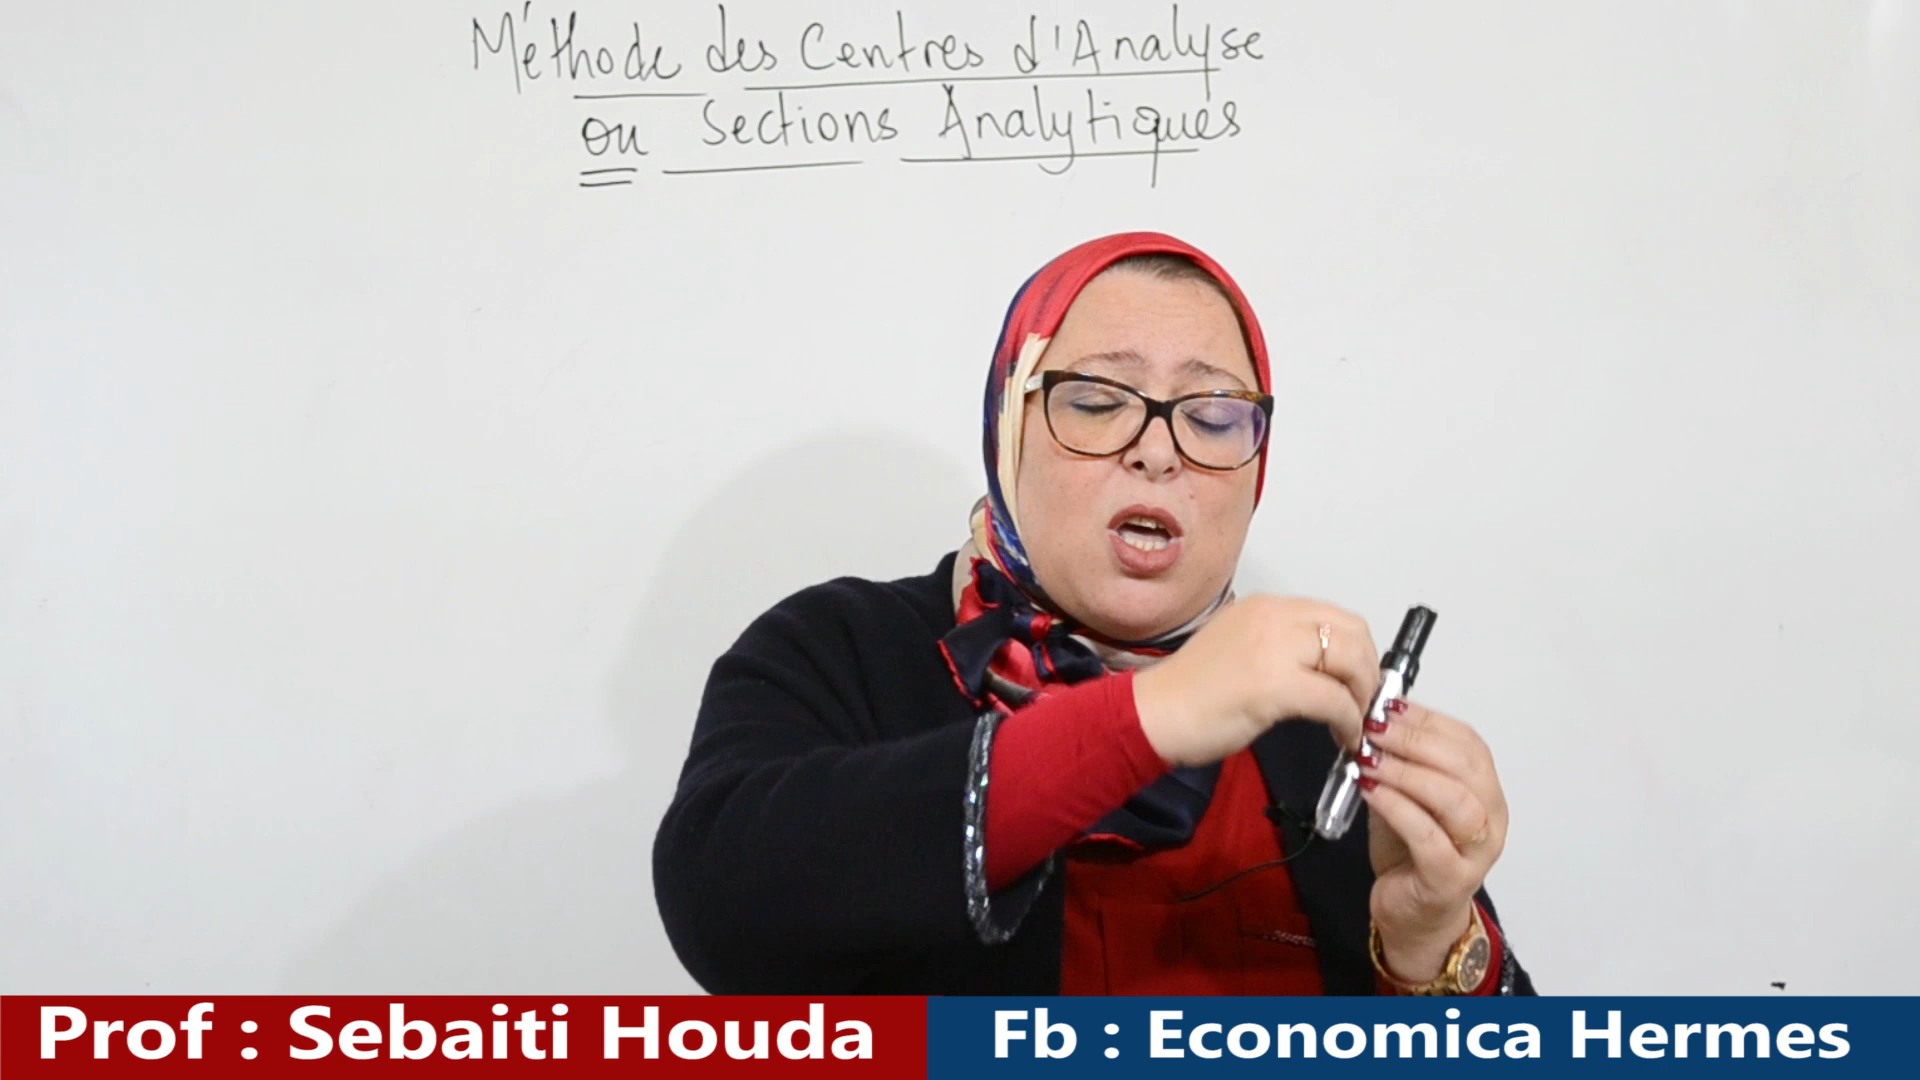 Méthode des Centres d'Analyse
ou Sections Analytiques
Prof : Sebaiti Houda
Fb : Economica Hermes